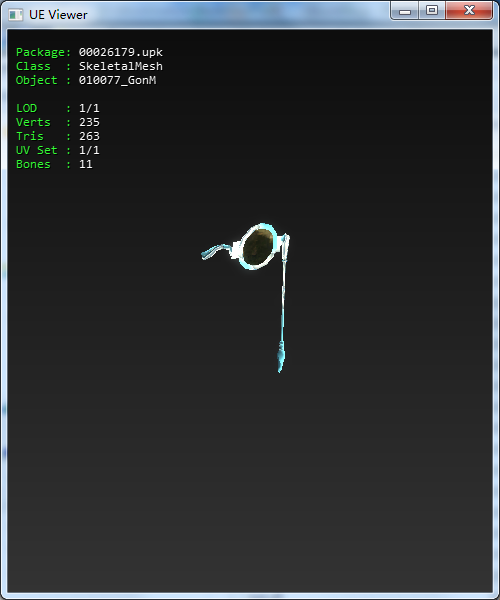 UE Viewer
Package: 00026179.upk
Class  : SkeletalMesh
Object : 010077_GonM
LOD    : 1/1
Verts  : 235
Tris   : 263
UV Set : 1/1
Bones  : 11